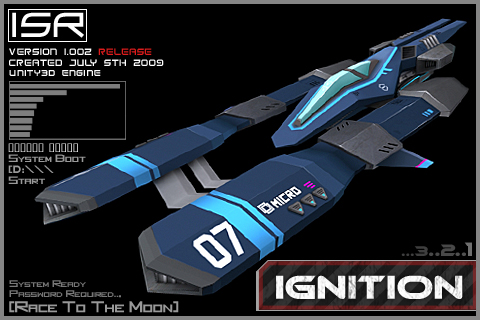 ISR
VERSION 1.002 RELEASE
CREATED JULY 5TH 2009
UNITY3D ENGINE
System Boot
[D:\\\
Start
MICRO
07
...3..2..1
System Ready
Password Required...
[Race To The Moon]
IGNITION